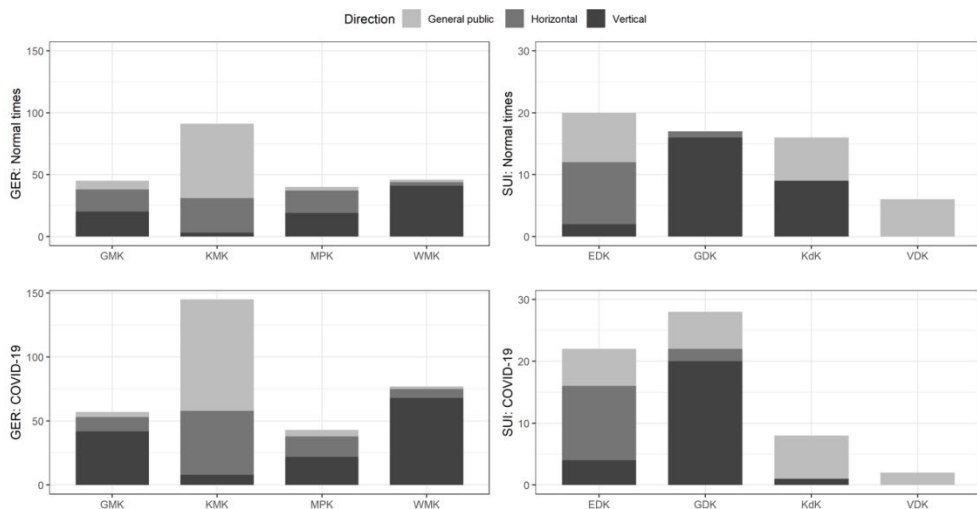 Direction General public Horizontal Vertical
GER: Normal times
150
100
50
0
GMK KMK MPK WMK
SUI: Normal times
30
20
10
0
EDK GDK KdK VDK
GER: COVID-19
150
100
50
0
GMK KMK MPK WMK
SUI: COVID-19
30
20
10
0
EDK GDK KdK VDK